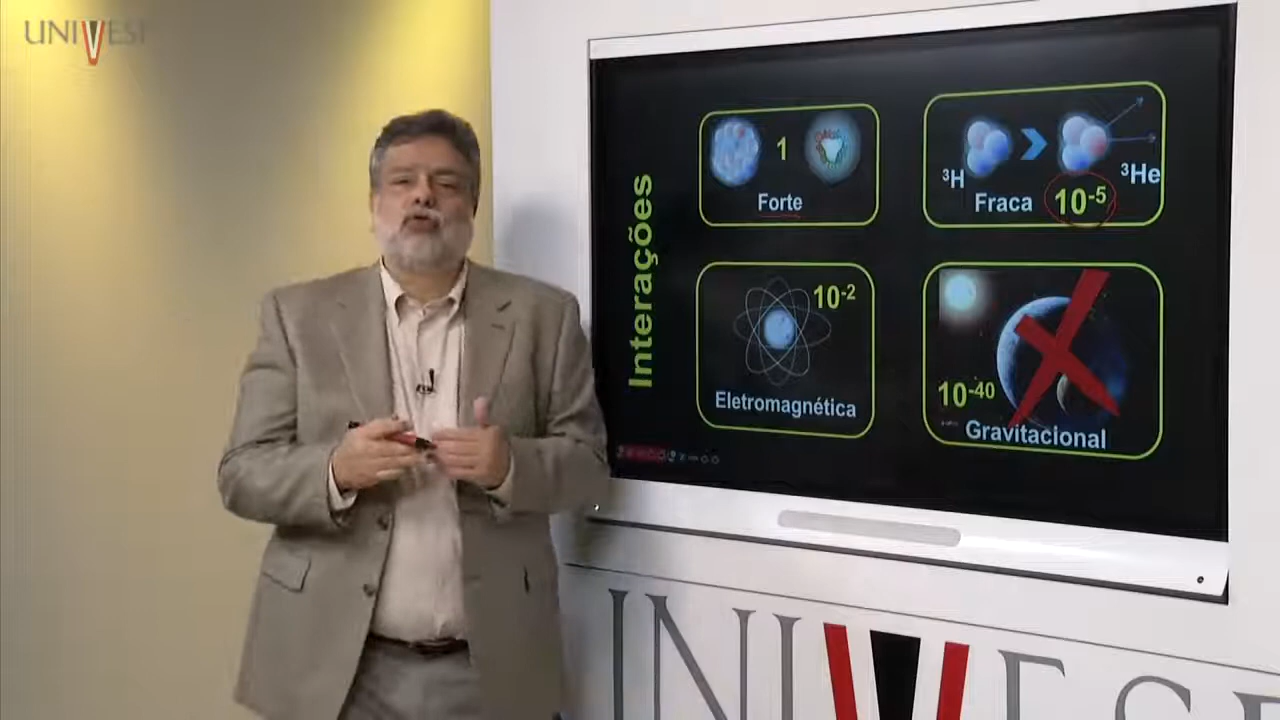 UNIVESP
Interações
1
Forte
³H
³He
Fraca 10⁻⁵
10⁻²
Eletromagnética
10⁻⁴⁰
Gravitacional
UNIVESP